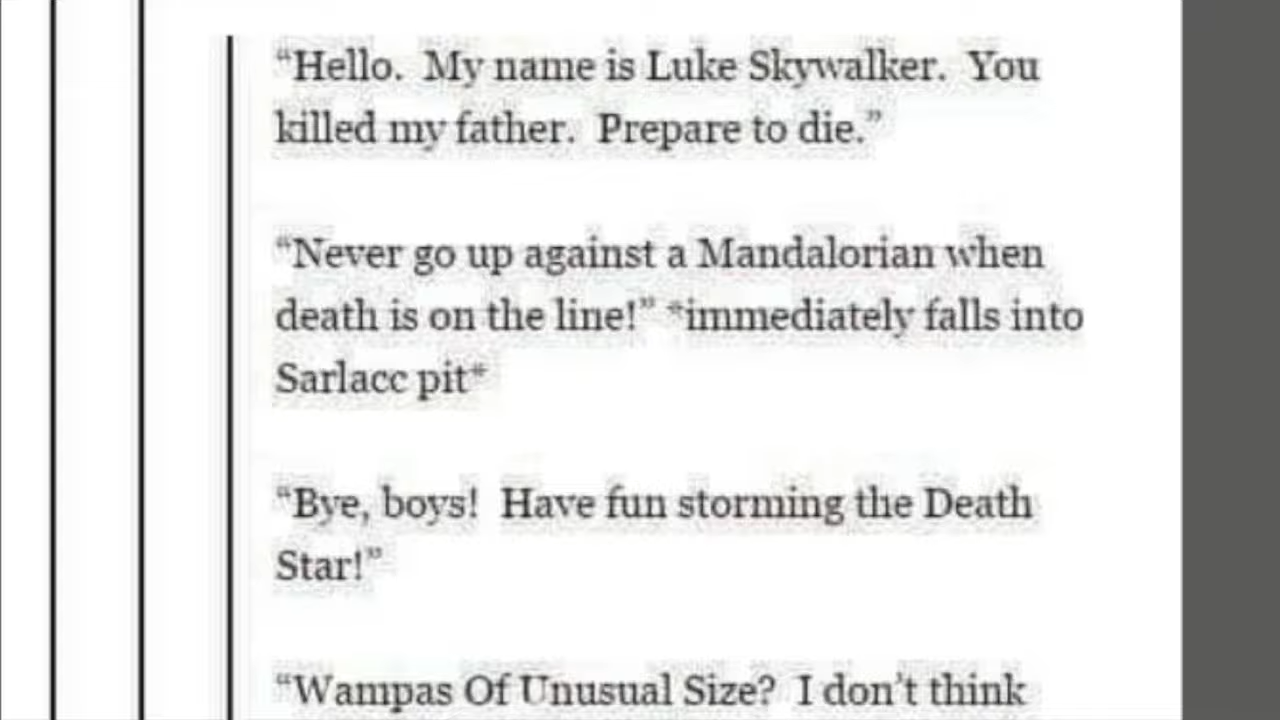 “Hello.  My name is Luke Skywalker.  You
killed my father.  Prepare to die.”
“Never go up against a Mandalorian when
death is on the line!” *immediately falls into
Sarlacc pit*
“Bye, boys!  Have fun storming the Death
Star!”
“Wampas Of Unusual Size?  I don’t think